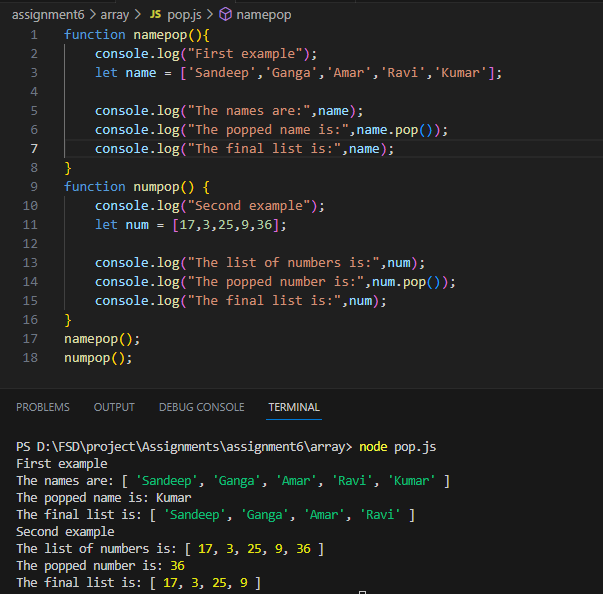 assignment6 > array > JS pop.js > namepop
1 function namepop(){
2     console.log("First example");
3     let name = ['Sandeep','Ganga','Amar','Ravi','Kumar'];
4
5     console.log("The names are:",name);
6     console.log("The popped name is:",name.pop());
7     console.log("The final list is:",name);
8 }
9 function numpop() {
10     console.log("Second example");
11     let num = [17,3,25,9,36];
12
13     console.log("The list of numbers is:",num);
14     console.log("The popped number is:",num.pop());
15     console.log("The final list is:",num);
16 }
17 namepop();
18 numpop();
PROBLEMS OUTPUT DEBUG CONSOLE TERMINAL
PS D:\FSD\project\Assignments\assignment6\array> node pop.js
First example
The names are: [ 'Sandeep', 'Ganga', 'Amar', 'Ravi', 'Kumar' ]
The popped name is: Kumar
The final list is: [ 'Sandeep', 'Ganga', 'Amar', 'Ravi' ]
Second example
The list of numbers is: [ 17, 3, 25, 9, 36 ]
The popped number is: 36
The final list is: [ 17, 3, 25, 9 ]